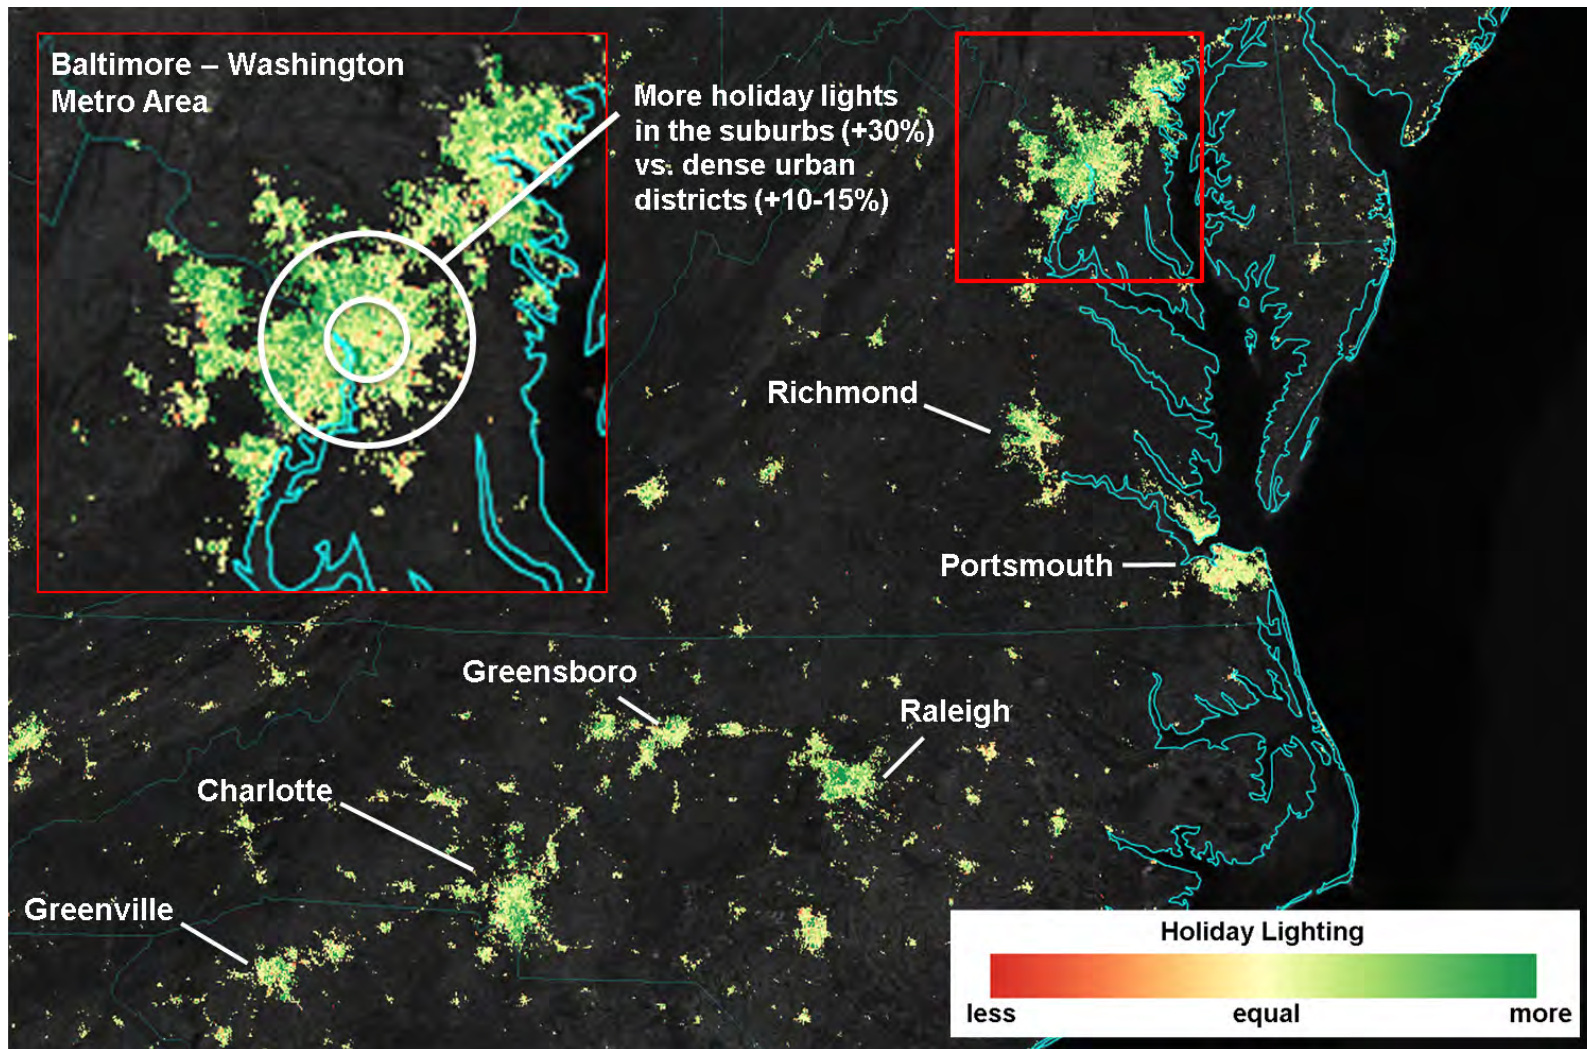 Baltimore – Washington
Metro Area
More holiday lights
in the suburbs (+30%)
vs. dense urban
districts (+10-15%)
Richmond
Portsmouth
Greensboro
Raleigh
Charlotte
Greenville
Holiday Lighting
less equal more